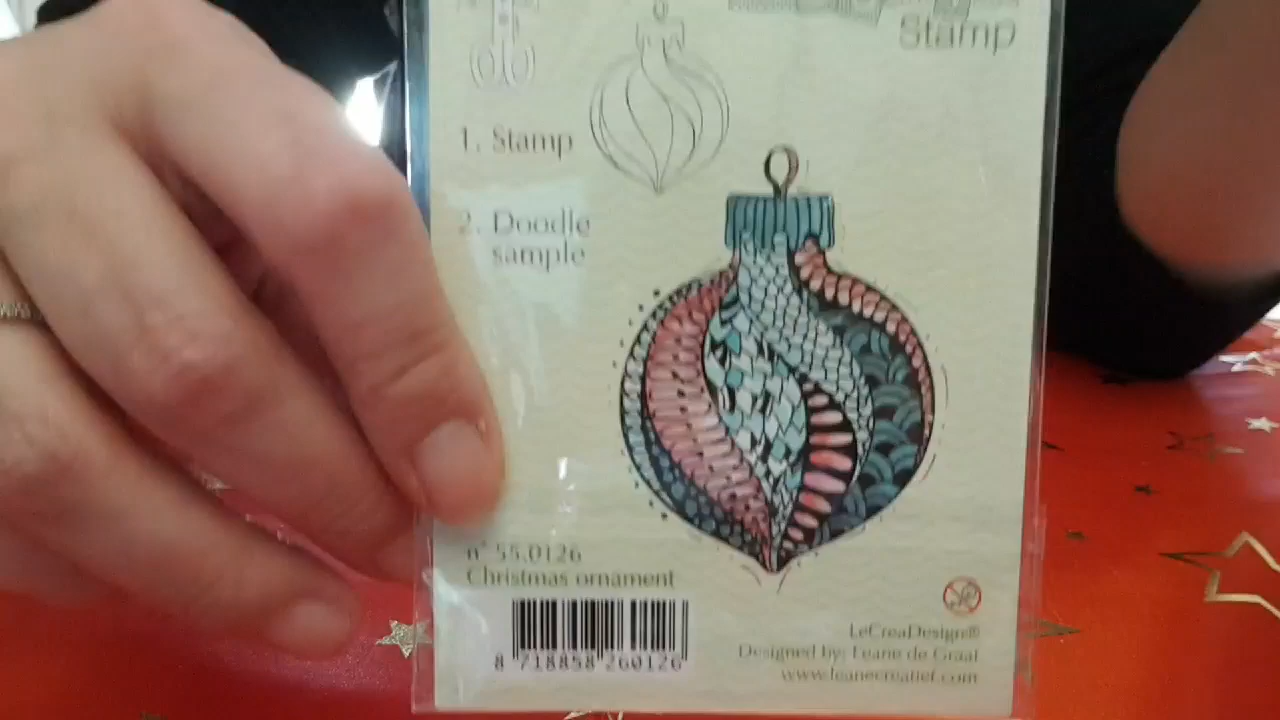 Stamp
1. Stamp
2. Doodle
sample
n° 55.0126
Christmas ornament
8 718858 260126
LeCreaDesign®
Designed by: Leane de Graaf
www.leanecreatief.com